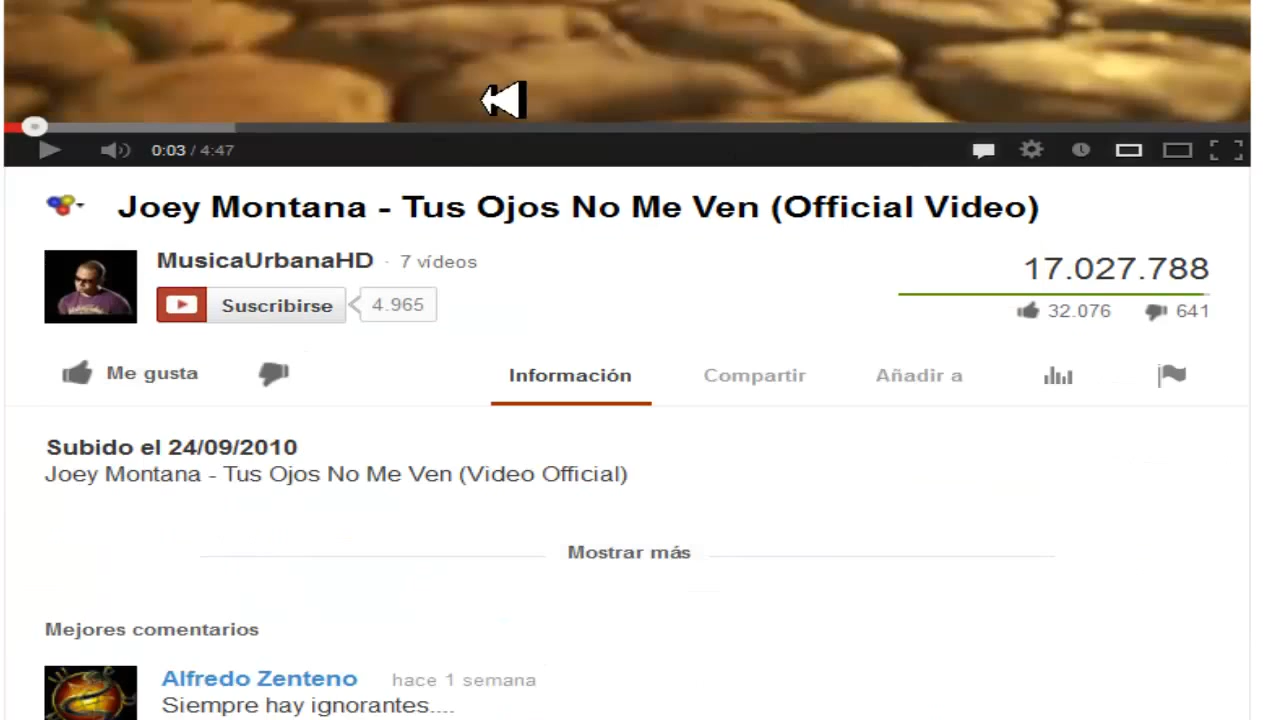 0:03 / 4:47
Joey Montana - Tus Ojos No Me Ven (Official Video)
MusicaUrbanaHD · 7 vídeos
17.027.788
Suscribirse 4.965
32.076 641
Me gusta
Información Compartir Añadir a
Subido el 24/09/2010
Joey Montana - Tus Ojos No Me Ven (Video Official)
Mostrar más
Mejores comentarios
Alfredo Zenteno hace 1 semana
Siempre hay ignorantes....